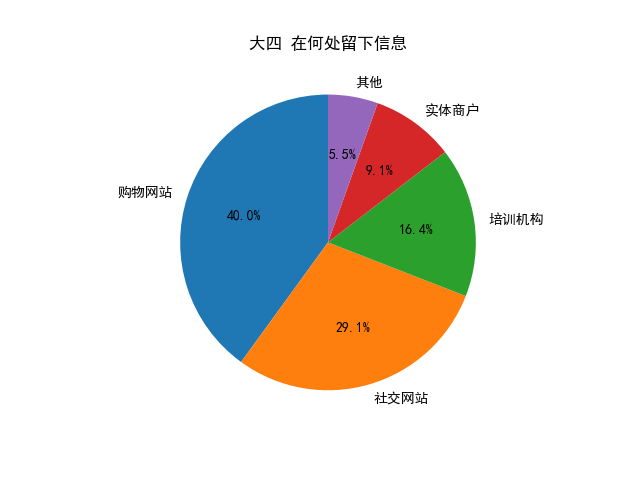 大四 在何处留下信息
其他
实体商户
5.5%
9.1%
购物网站
40.0%
16.4%
培训机构
29.1%
社交网站